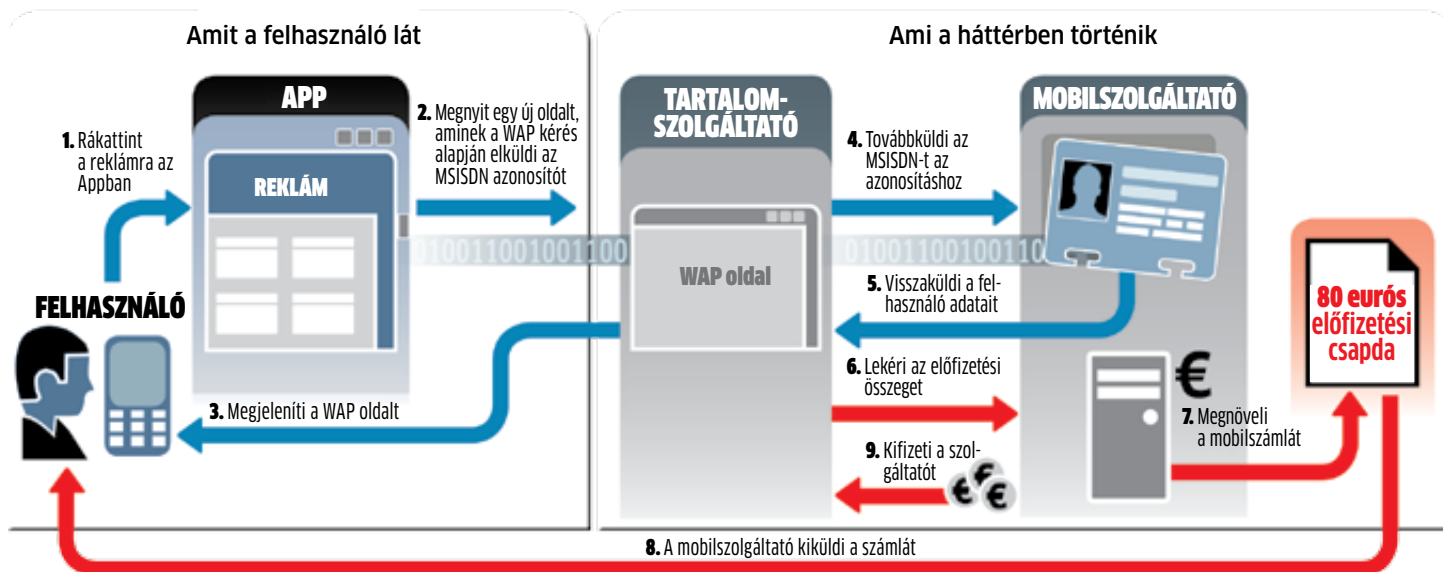 Amit a felhasználó lát
Ami a háttérben történik
APP
REKLÁM
1. Rákattint
a reklámra az
Appban
2. Megnyit egy új oldalt,
aminek a WAP kérés
alapján elküldi az
MSISDN azonosítót
FELHASZNÁLÓ
3. Megjeleníti a WAP oldalt
010011001001100
TARTALOM-
SZOLGÁLTATÓ
WAP oldal
MOBILSZOLGÁLTATÓ
4. Továbbküldi az
MSISDN-t az
azonosításhoz
01001100100110
5. Visszaküldi a fel-
használó adatait
6. Lekéri az előfizetési
összeget
€
7. Megnöveli
a mobilszámlát
9. Kifizeti a szol-
gáltatót
€ € €
80 eurós
előfizetési
csapda
8. A mobilszolgáltató kiküldi a számlát